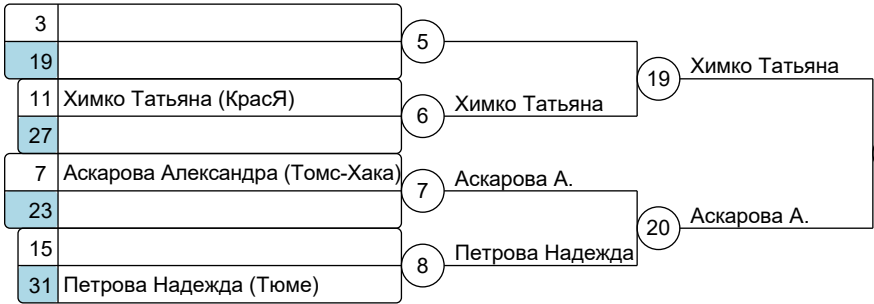 3
5
19
19 Химко Татьяна
11 Химко Татьяна (КрасЯ)
6 Химко Татьяна
27
7 Аскарова Александра (Томс-Хака)
7 Аскарова А.
23
20 Аскарова А.
15
8 Петрова Надежда
31 Петрова Надежда (Тюме)